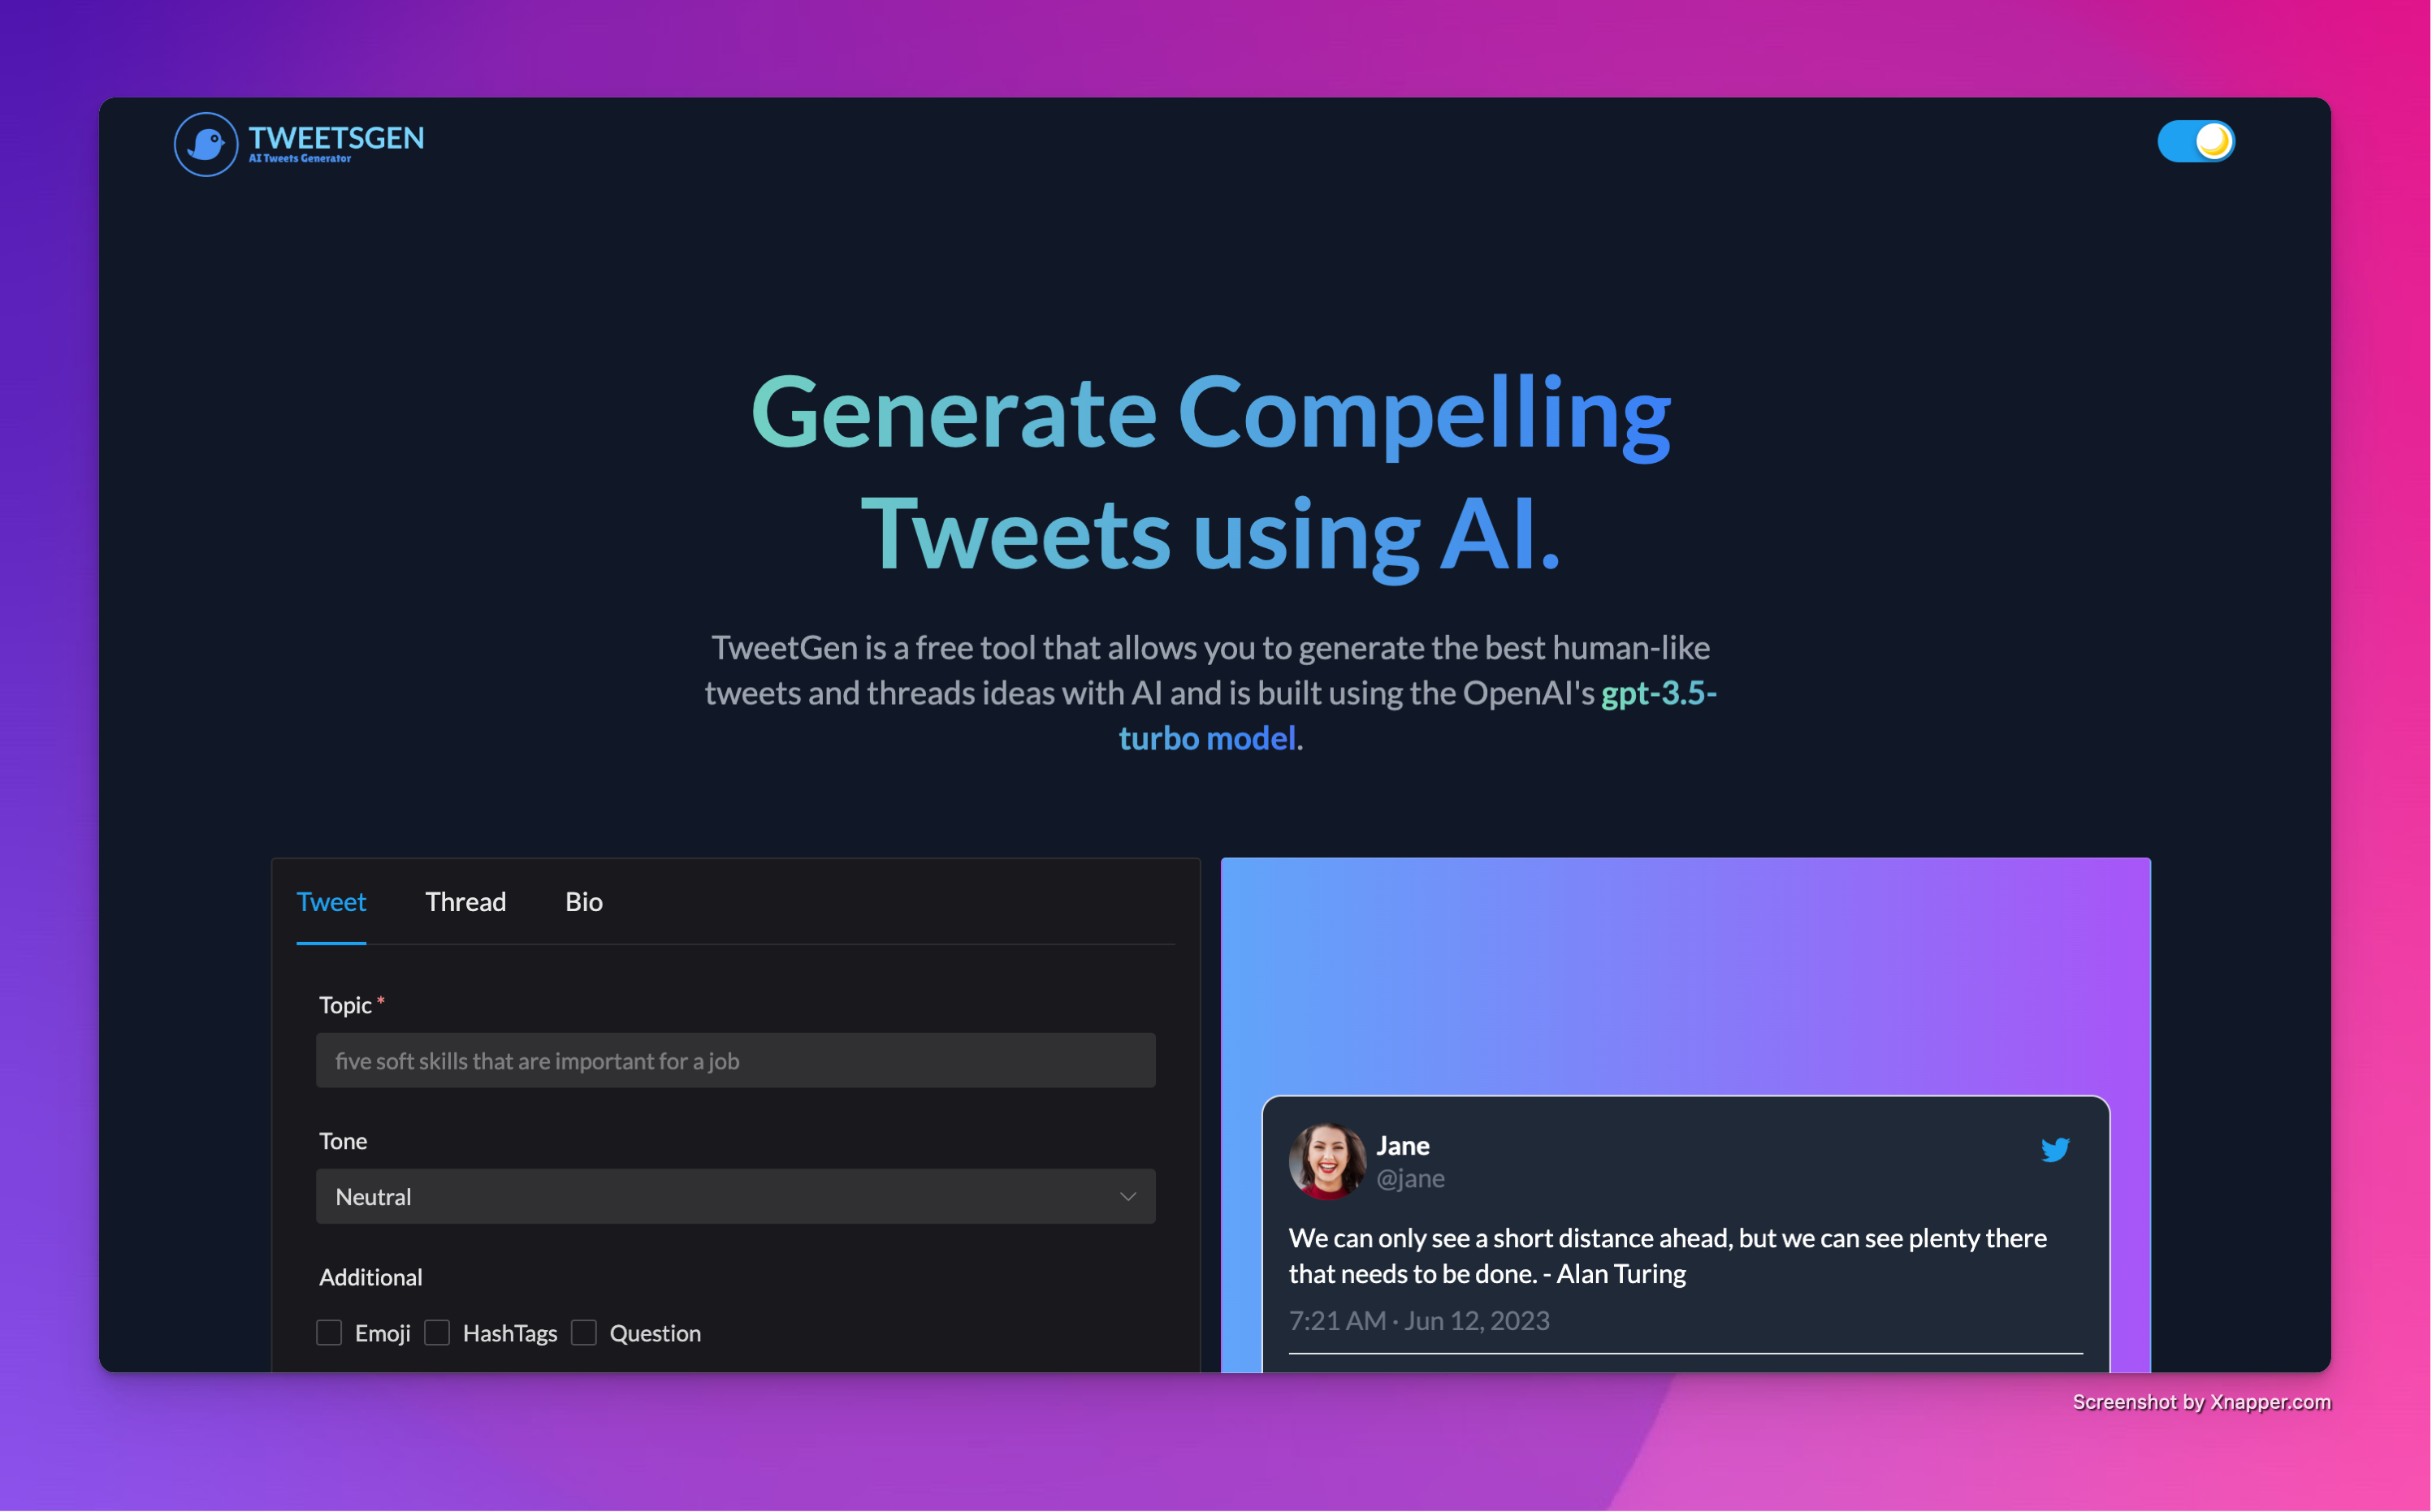 TWEETSGEN
AI Tweets Generator
Generate Compelling
Tweets using AI.
TweetGen is a free tool that allows you to generate the best human-like
tweets and threads ideas with AI and is built using the OpenAI's gpt-3.5-
turbo model.
Tweet Thread Bio
Topic *
five soft skills that are important for a job
Tone
Neutral
Additional
Emoji HashTags Question
Jane
@jane
We can only see a short distance ahead, but we can see plenty there
that needs to be done. - Alan Turing
7:21 AM · Jun 12, 2023
Screenshot by Xnapper.com